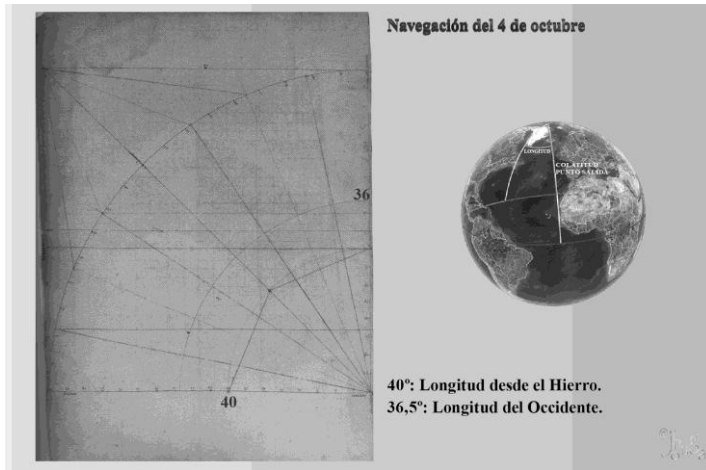 Navegación del 4 de octubre
LONGITUD
COLATITUD
PUNTO SALIDA
36
40
40º: Longitud desde el Hierro.
36,5º: Longitud del Occidente.